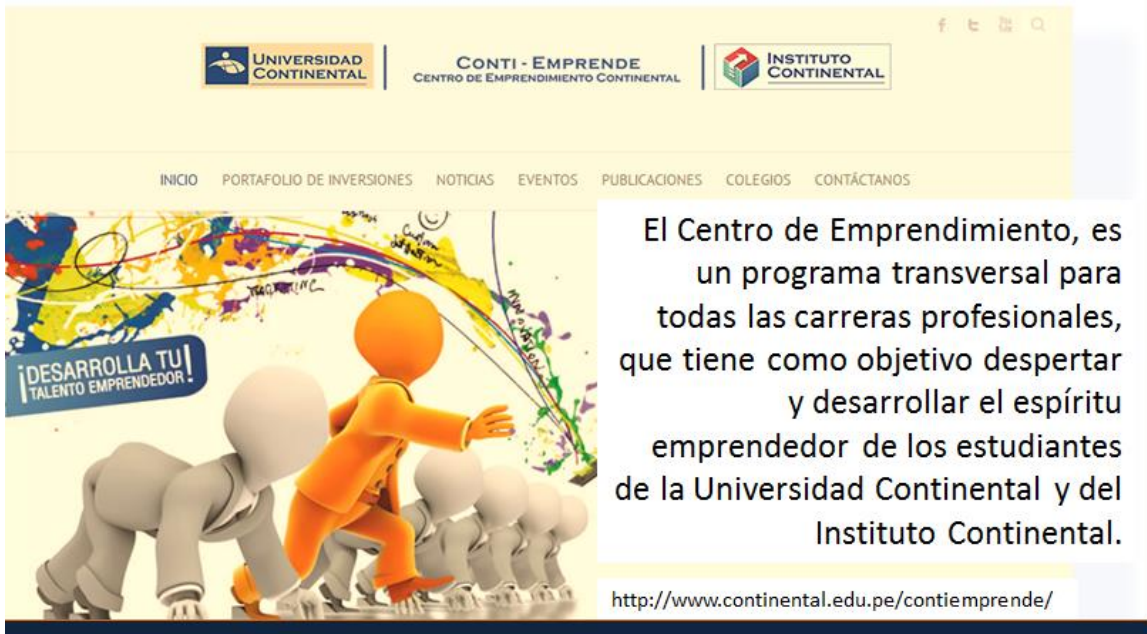 UNIVERSIDAD
CONTINENTAL
CONTI - EMPRENDE
CENTRO DE EMPRENDIMIENTO CONTINENTAL
INSTITUTO
CONTINENTAL
INICIO PORTAFOLIO DE INVERSIONES NOTICIAS EVENTOS PUBLICACIONES COLEGIOS CONTÁCTANOS
¡DESARROLLA TU
TALENTO EMPRENDEDOR!
El Centro de Emprendimiento, es
un programa transversal para
todas las carreras profesionales,
que tiene como objetivo despertar
y desarrollar el espíritu
emprendedor de los estudiantes
de la Universidad Continental y del
Instituto Continental.
http://www.continental.edu.pe/contiemprende/